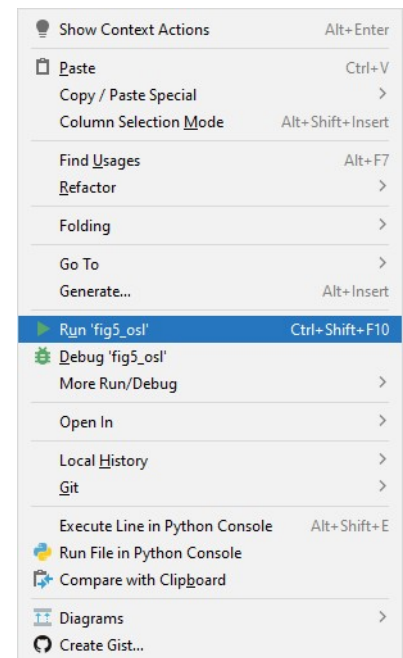 Show Context Actions Alt+Enter
Paste Ctrl+V
Copy / Paste Special
Column Selection Mode Alt+Shift+Insert
Find Usages Alt+F7
Refactor
Folding
Go To
Generate... Alt+Insert
Run 'fig5_osl' Ctrl+Shift+F10
Debug 'fig5_osl'
More Run/Debug
Open In
Local History
Git
Execute Line in Python Console Alt+Shift+E
Run File in Python Console
Compare with Clipboard
Diagrams
Create Gist...